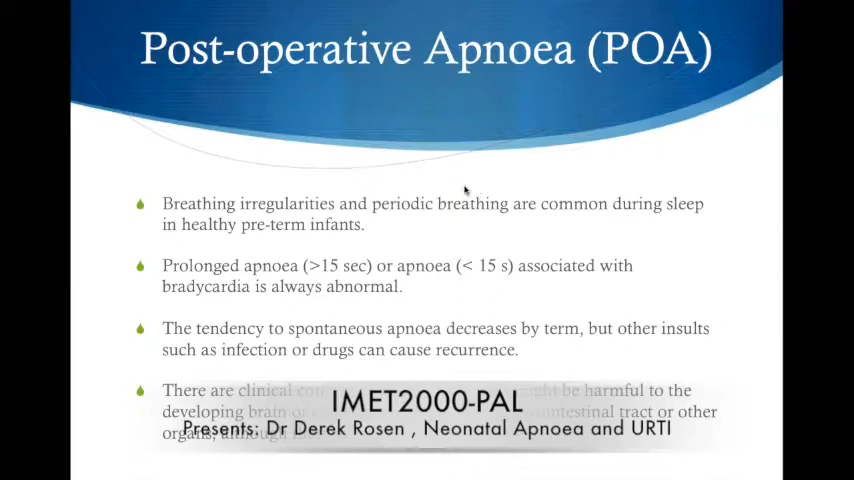 Post-operative Apnoea (POA)
Breathing irregularities and periodic breathing are common during sleep
in healthy pre-term infants.
Prolonged apnoea (>15 sec) or apnoea (< 15 s) associated with
bradycardia is always abnormal.
The tendency to spontaneous apnoea decreases by term, but other insults
such as infection or drugs can cause recurrence.
There are clinical be harmful to the
developing brain or tract or other
IMET2000-PAL
Presents: Dr Derek Rosen , Neonatal Apnoea and URTI